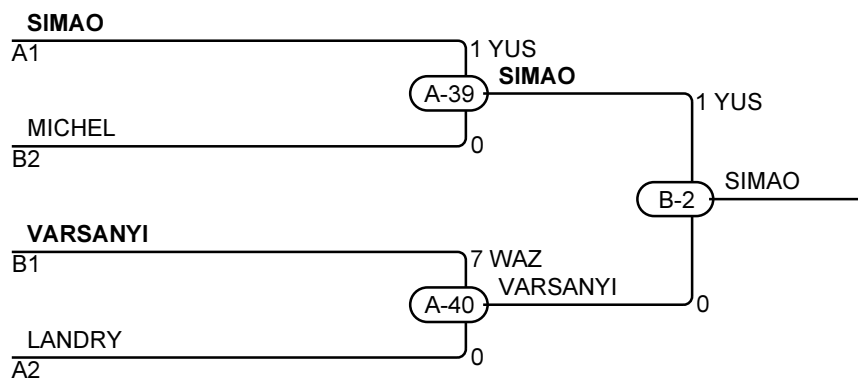 SIMAO
A1
1 YUS
SIMAO
A-39
1 YUS
MICHEL
0
B2
SIMAO
B-2
VARSANYI
B1
7 WAZ
VARSANYI
A-40
0
LANDRY
0
A2